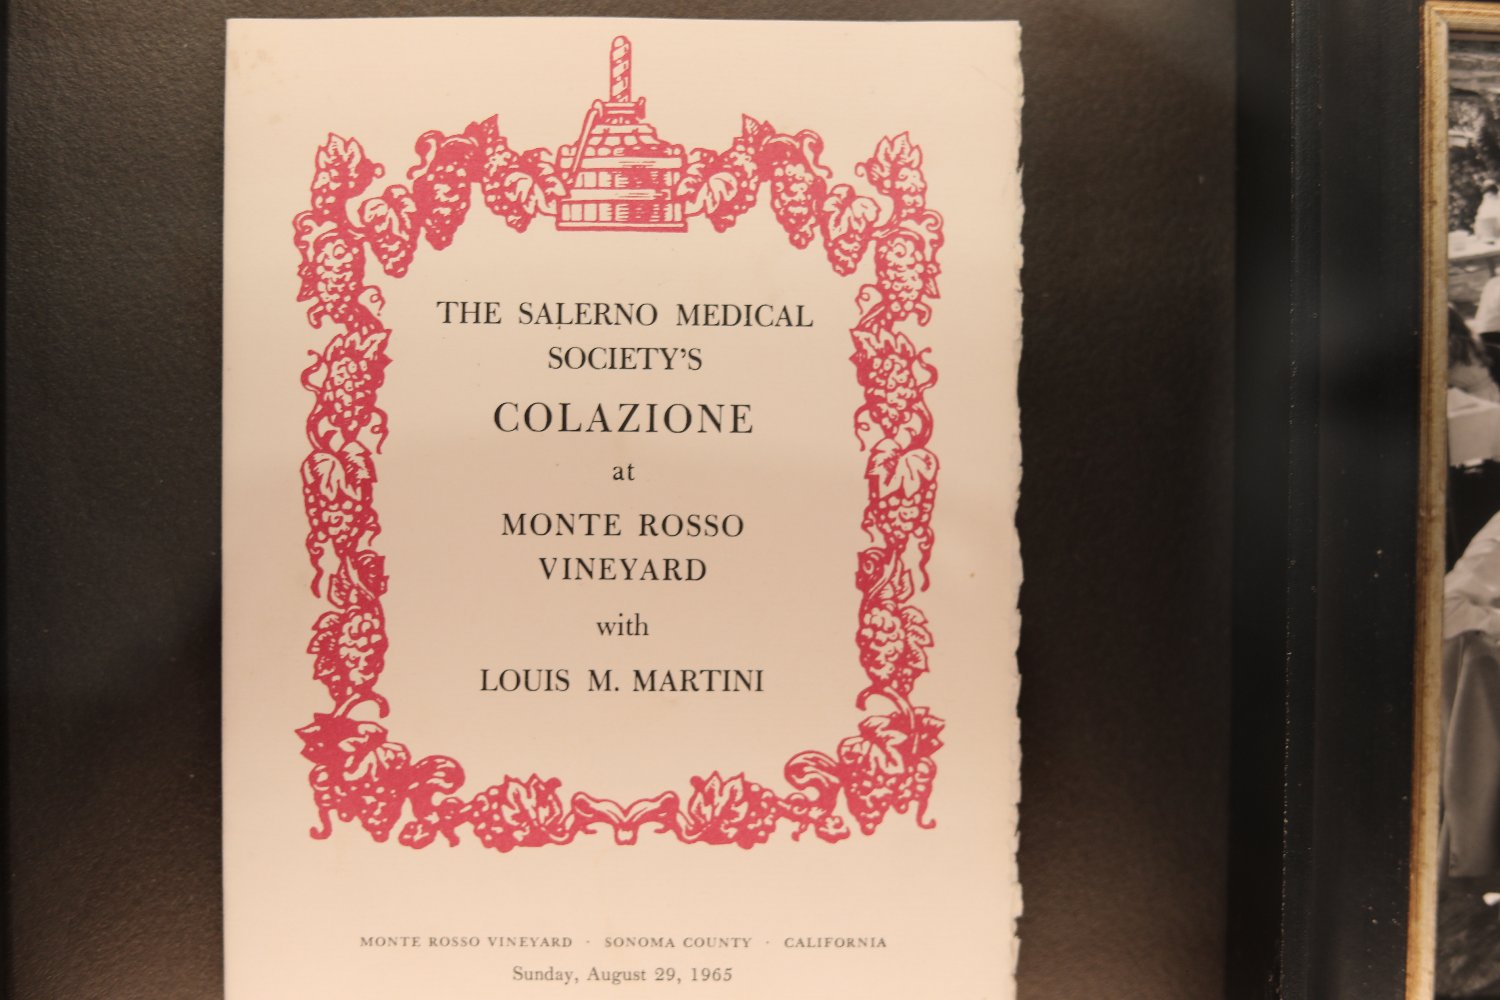 THE SALERNO MEDICAL
SOCIETY'S
COLAZIONE
at
MONTE ROSSO
VINEYARD
with
LOUIS M. MARTINI
MONTE ROSSO VINEYARD · SONOMA COUNTY · CALIFORNIA
Sunday, August 29, 1965